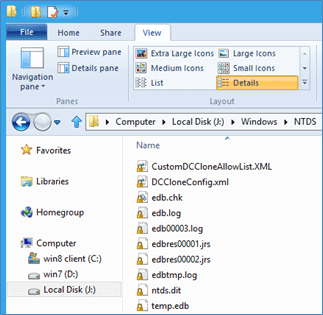 File Home Share View
Preview pane
Details pane
Navigation pane
Panes
Extra Large Icons Large Icons
Medium Icons Small Icons
List Details
Layout
Computer Local Disk (J:) Windows NTDS
Favorites
Libraries
Homegroup
Computer
win8 client (C:)
win7 (D:)
Local Disk (J:)
Name
CustomDCCloneAllowList.XML
DCCloneConfig.xml
edb.chk
edb.log
edb00003.log
edbres00001.jrs
edbres00002.jrs
edbtmp.log
ntds.dit
temp.edb